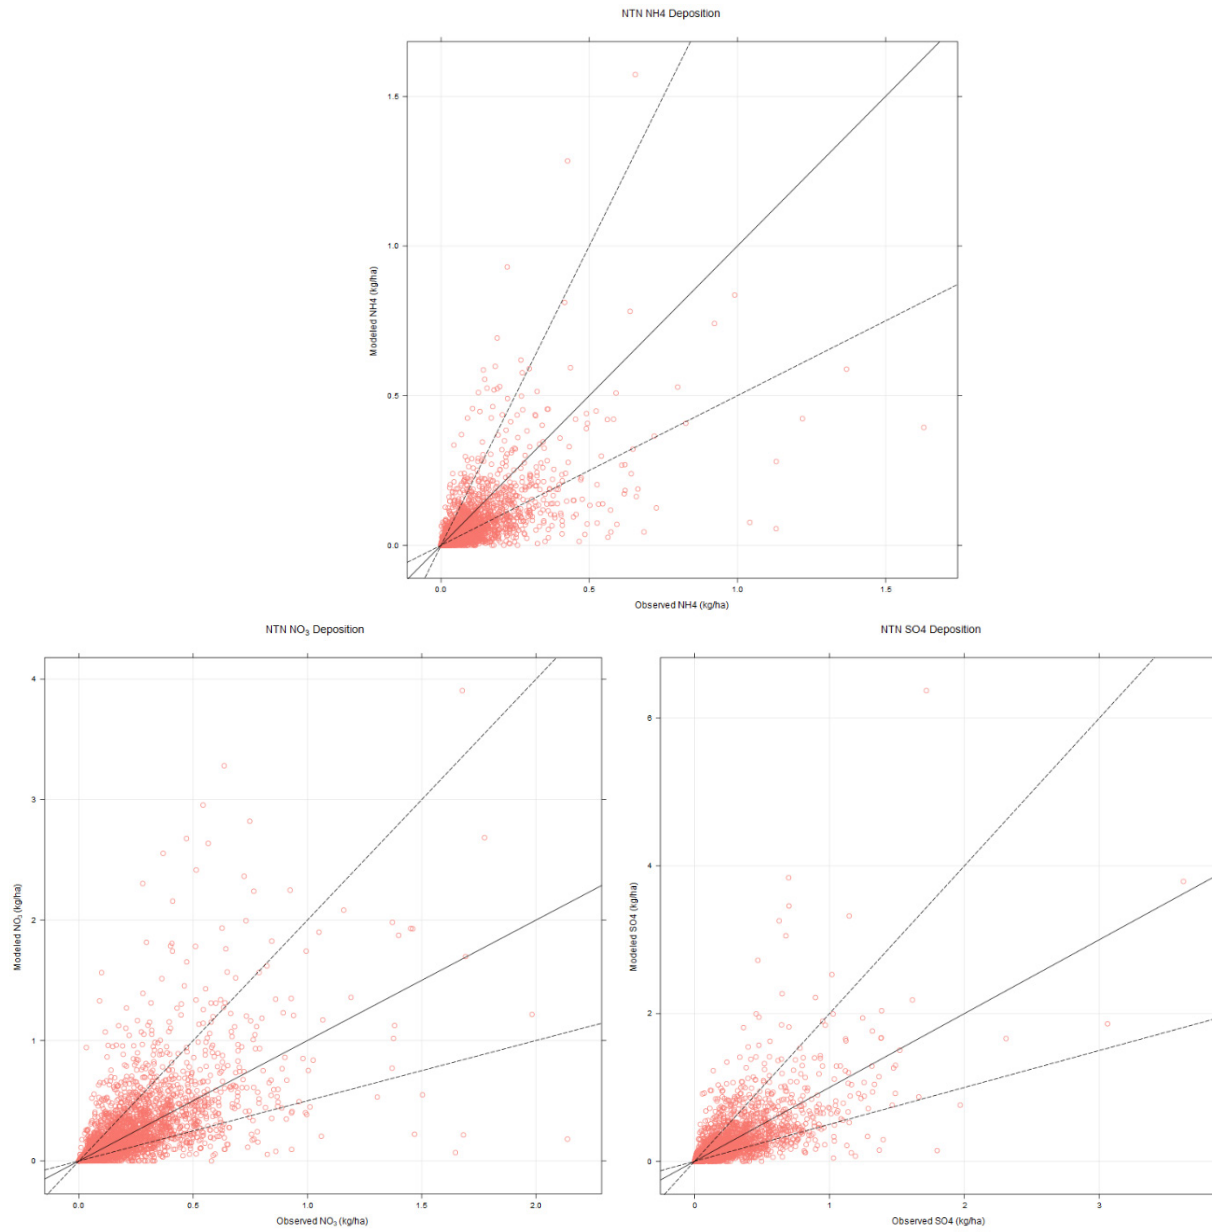 NTN NH4 Deposition
Modeled NH4 (kg/ha)
1.5
1.0
0.5
0.0
0.0 0.5 1.0 1.5
Observed NH4 (kg/ha)
NTN NO₃ Deposition
Modeled NO₃ (kg/ha)
4
3
2
1
0
0.0 0.5 1.0 1.5 2.0
Observed NO₃ (kg/ha)
NTN SO4 Deposition
Modeled SO4 (kg/ha)
6
4
2
0
0 1 2 3
Observed SO4 (kg/ha)